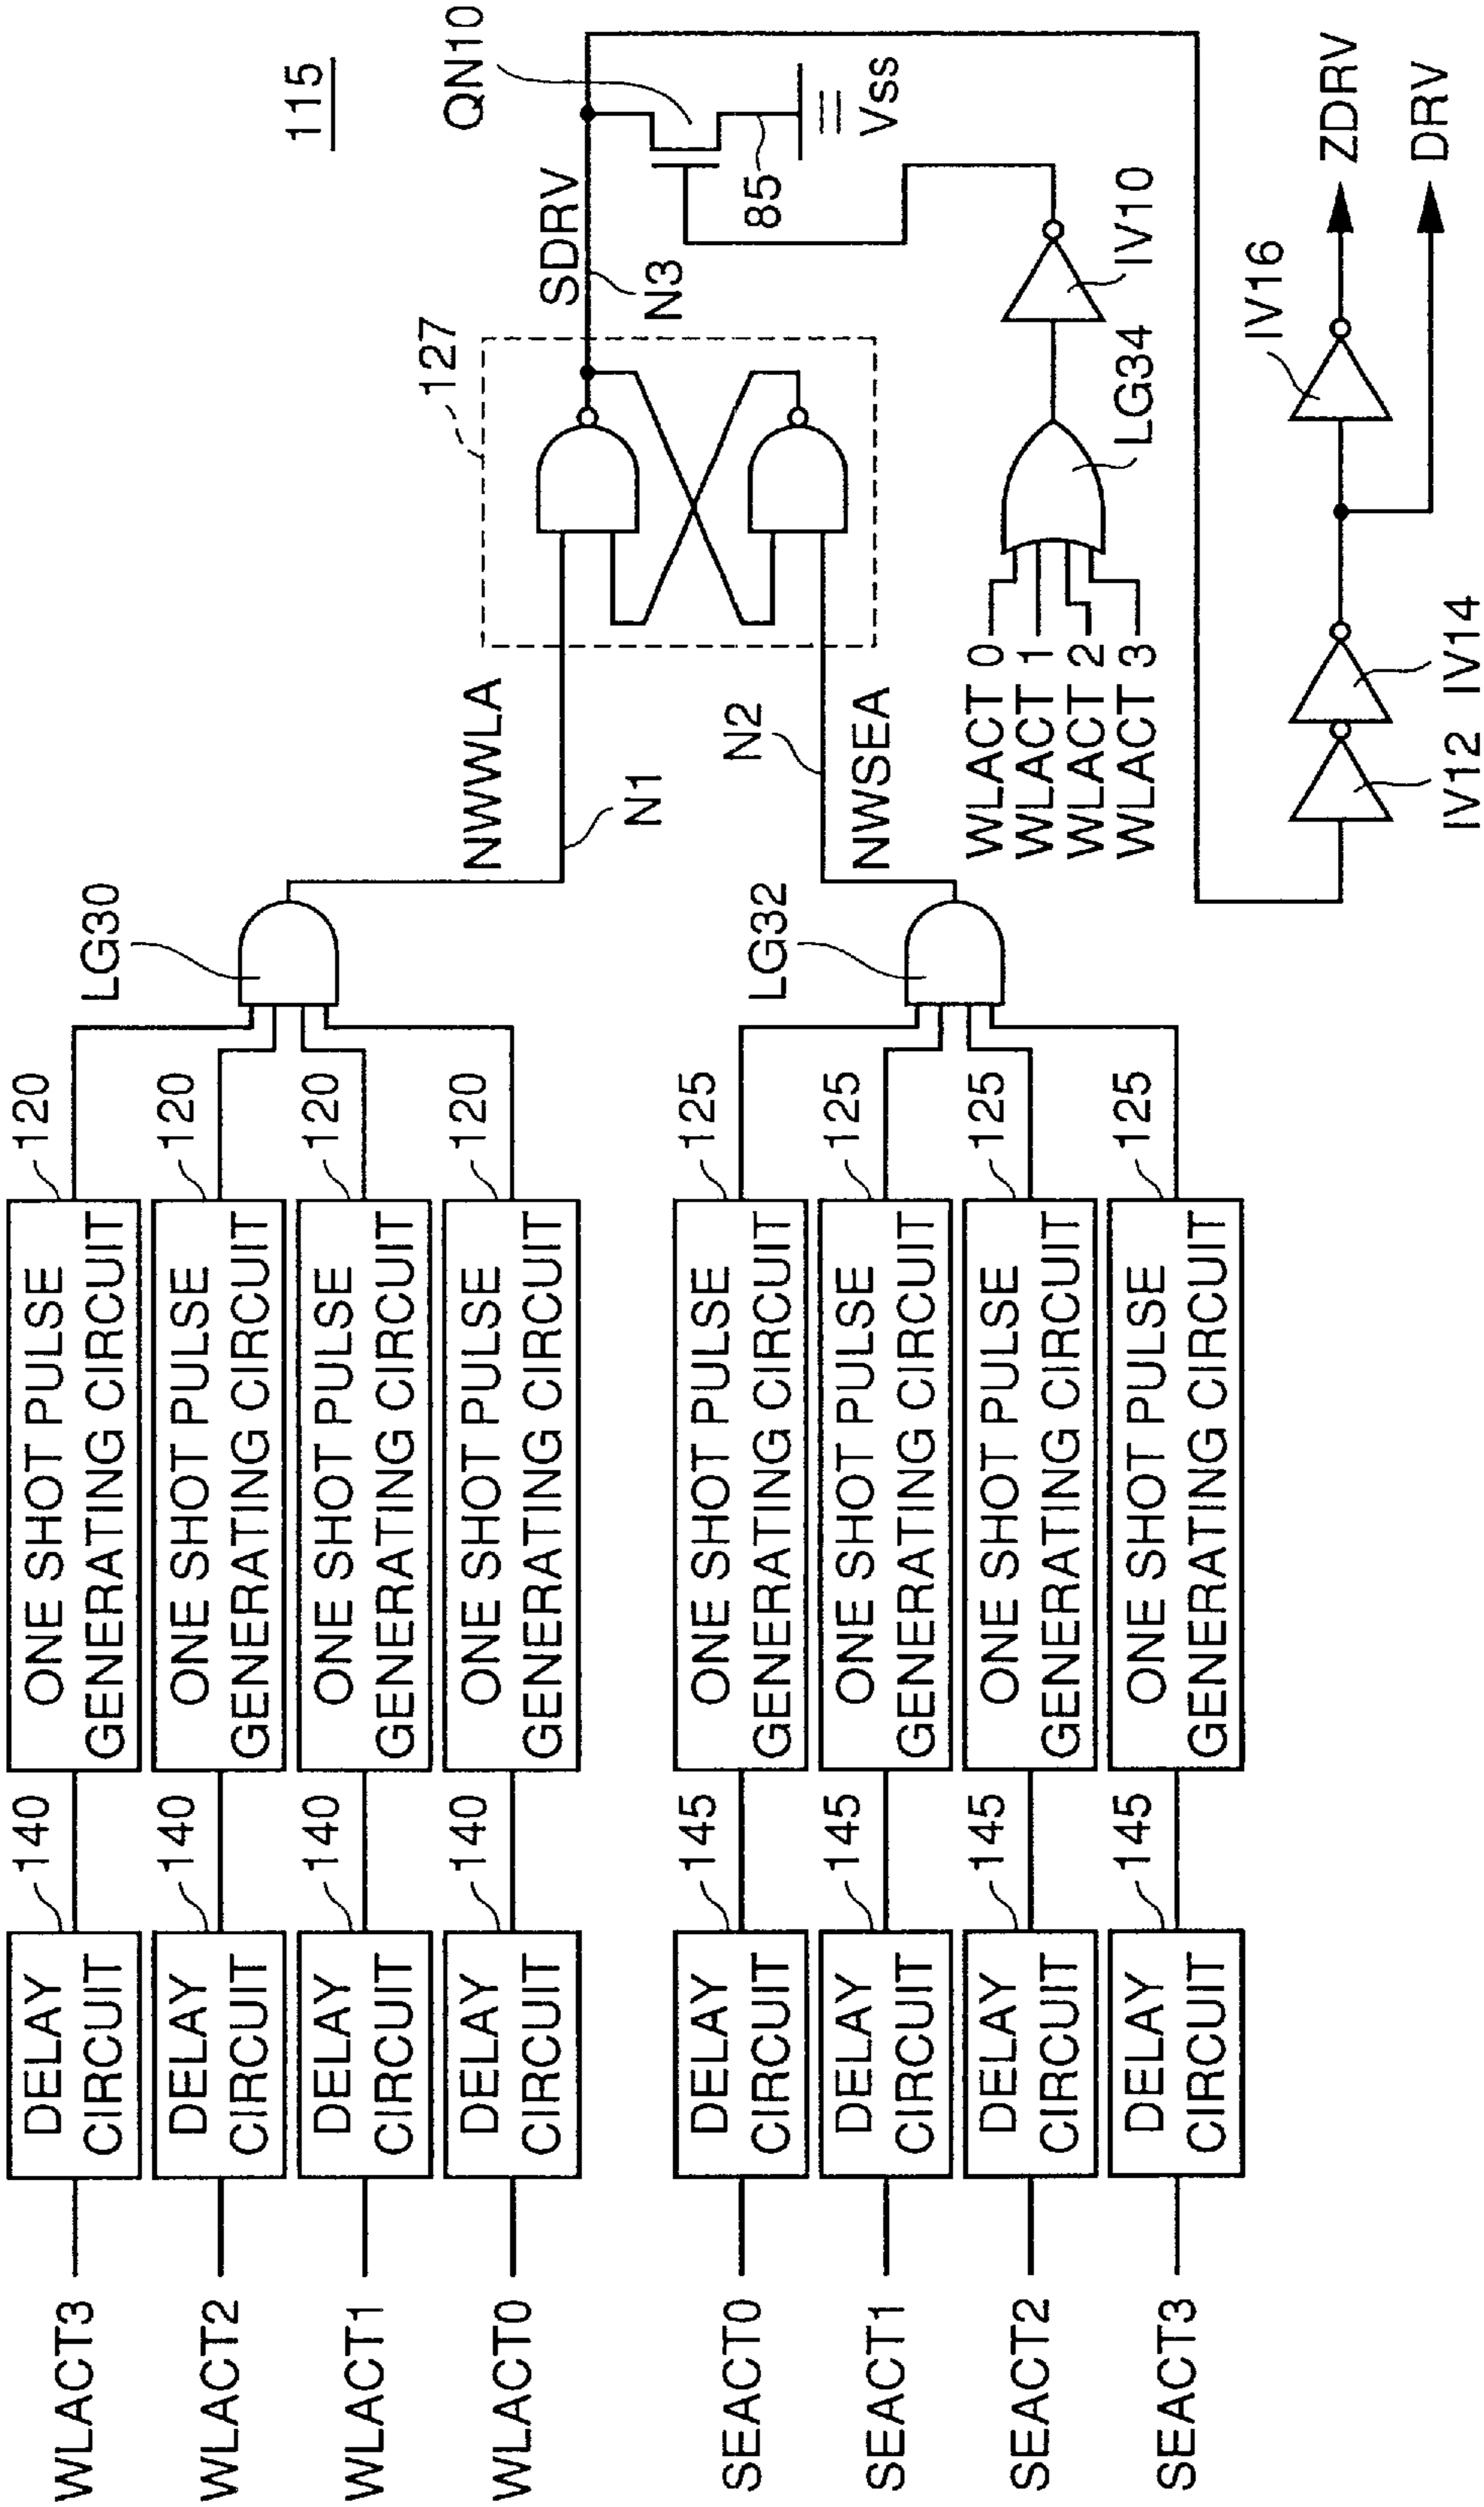 115
WLACT3
DELAY
CIRCUIT
140
ONE SHOT PULSE
GENERATING CIRCUIT
120
WLACT2
DELAY
CIRCUIT
140
ONE SHOT PULSE
GENERATING CIRCUIT
120
WLACT1
DELAY
CIRCUIT
140
ONE SHOT PULSE
GENERATING CIRCUIT
120
WLACT0
DELAY
CIRCUIT
140
ONE SHOT PULSE
GENERATING CIRCUIT
120
LG30
NWWLA
N1
127
SDRV
N3
QN10
85
Vss
SEACT0
DELAY
CIRCUIT
145
ONE SHOT PULSE
GENERATING CIRCUIT
125
SEACT1
DELAY
CIRCUIT
145
ONE SHOT PULSE
GENERATING CIRCUIT
125
SEACT2
DELAY
CIRCUIT
145
ONE SHOT PULSE
GENERATING CIRCUIT
125
SEACT3
DELAY
CIRCUIT
145
ONE SHOT PULSE
GENERATING CIRCUIT
125
LG32
N2
NWSEA
WLACT 0
WLACT 1
WLACT 2
WLACT 3
LG34
IV10
IV12
IV14
IV16
ZDRV
DRV